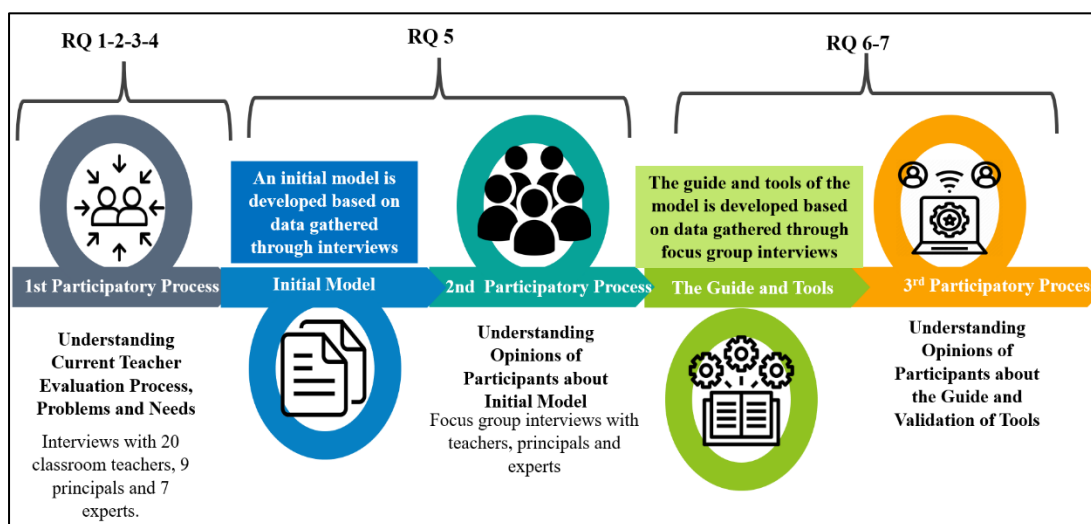 RQ 1-2-3-4
RQ 5
RQ 6-7
An initial model is
developed based on
data gathered
through interviews
The guide and tools of the
model is developed based
on data gathered through
focus group interviews
1st Participatory Process
Initial Model
2nd Participatory Process
The Guide and Tools
3rd Participatory Proces
Understanding
Current Teacher
Evaluation Process,
Problems and Needs
Interviews with 20
classroom teachers, 9
principals and 7
experts.
Understanding
Opinions of
Participants about
Initial Model
Focus group interviews with
teachers, principals and
experts
Understanding
Opinions of
Participants about
the Guide and
Validation of Tools